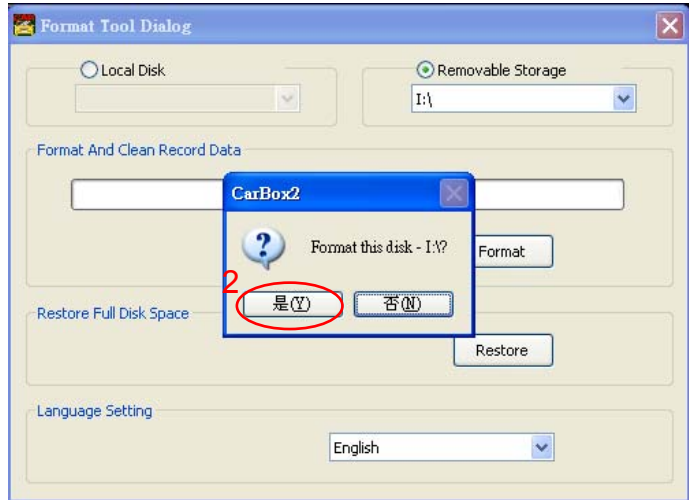 Format Tool Dialog
Local Disk
Removable Storage
I:\
Format And Clean Record Data
CarBox2
Format this disk - I:\?
Format
2
是(Y)
否(N)
Restore Full Disk Space
Restore
Language Setting
English